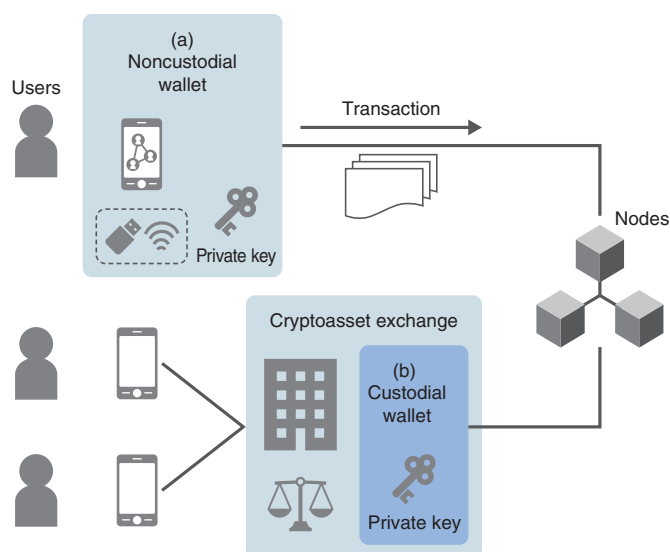 (a)
Noncustodial
wallet
Users
Transaction
Private key
Nodes
Cryptoasset exchange
(b)
Custodial
wallet
Private key